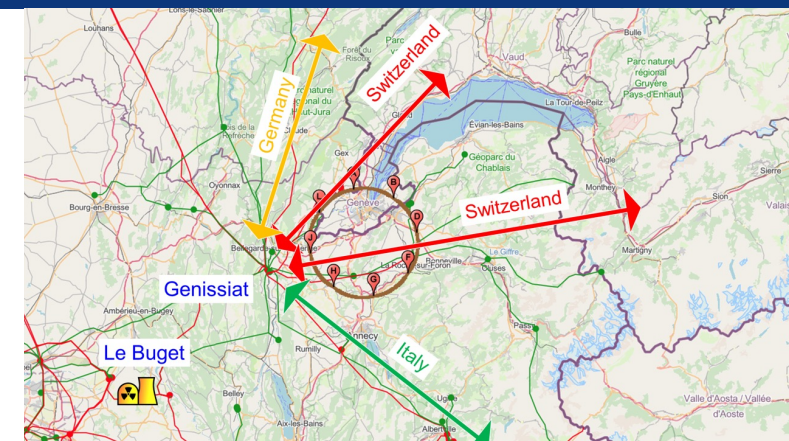 Lons-le-Saunier
Louhans
Bulle
Vaud
Switzerland
Germany
Parc naturel
régional
Gruyère
Pays-d'Enhaut
Forêt du
Risoux
La Tour-de-Peilz
Évian-les-Bains
Gex
Géoparc du
Chablais
Aigle
Monthey
Sierre
Sion
Valais
Oyonnax
Bourg-en-Bresse
Genève
L
B
D
J
F
H
G
Switzerland
Martigny
Le Giffre
Cluses
Bonneville
La Roche-sur-Foron
Genissiat
Ambérieu-en-Bugey
Annecy
Rumilly
Italy
Le Buget
Belley
Aix-les-Bains
Albertville
Valle d'Aosta / Vallée
d'Aoste